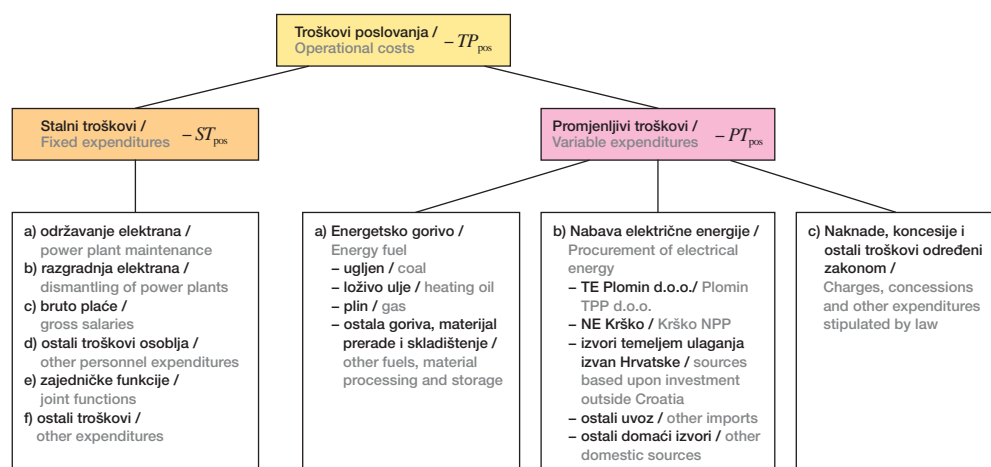 Troškovi poslovanja /
Operational costs
– TPpos
Stalni troškovi /
Fixed expenditures
– STpos
Promjenljivi troškovi /
Variable expenditures
– PTpos
a) održavanje elektrana /
power plant maintenance
b) razgradnja elektrana /
dismantling of power plants
c) bruto plaće /
gross salaries
d) ostali troškovi osoblja /
other personnel expenditures
e) zajedničke funkcije /
joint functions
f) ostali troškovi /
other expenditures
a) Energetsko gorivo /
Energy fuel
– ugljen / coal
– loživo ulje / heating oil
– plin / gas
– ostala goriva, materijal
prerade i skladištenje /
other fuels, material
processing and storage
b) Nabava električne energije /
Procurement of electrical
energy
– TE Plomin d.o.o./ Plomin
TPP d.o.o.
– NE Krško / Krško NPP
– izvori temeljem ulaganja
izvan Hrvatske / sources
based upon investment
outside Croatia
– ostali uvoz / other imports
– ostali domaći izvori / other
domestic sources
c) Naknade, koncesije i
ostali troškovi određeni
zakonom /
Charges, concessions
and other expenditures
stipulated by law